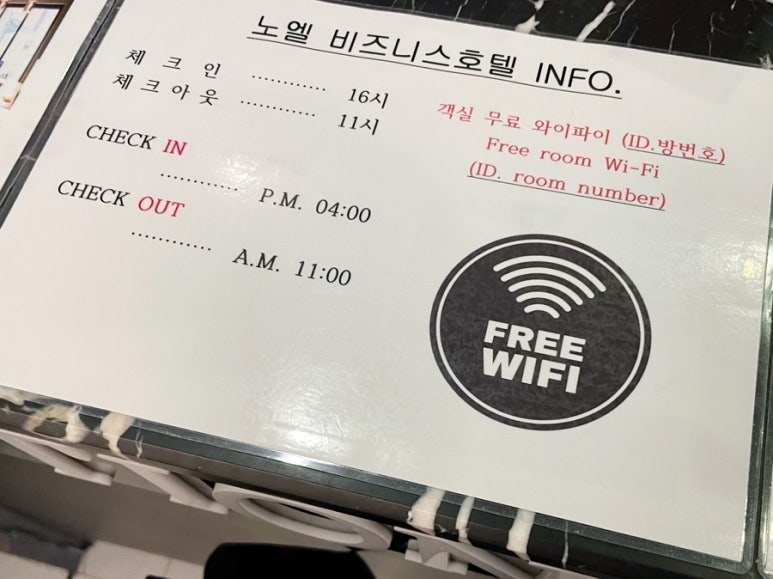 노엘 비즈니스호텔 INFO.
체 크 인 ............ 16시
체 크 아 웃 ............ 11시
CHECK IN
............ P.M. 04:00
CHECK OUT
............ A.M. 11:00
객실 무료 와이파이 (ID.방번호)
Free room Wi-Fi
(ID. room number)
FREE
WIFI